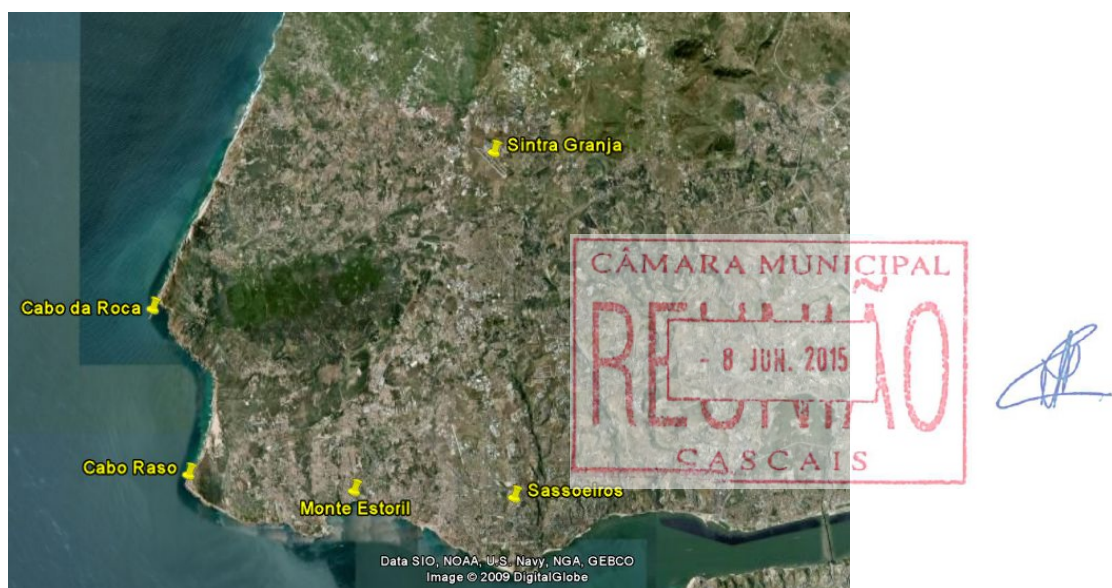 Sintra Granja
CÂMARA MUNICIPAL
REUNIÃO
Cabo da Roca
- 8 JUN. 2015
CASCAIS
Cabo Raso
Sassoeiros
Monte Estoril
Data SIO, NOAA, U.S. Navy, NGA, GEBCO
Image © 2009 DigitalGlobe